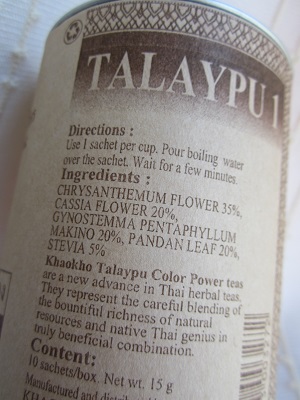 TALAYPU 1
Directions :
Use 1 sachet per cup. Pour boiling water
over the sachet. Wait for a few minutes.
Ingredients :
CHRYSANTHEMUM FLOWER 35%,
CASSIA FLOWER 20%,
GYNOSTEMMA PENTAPHYLLUM
MAKINO 20%, PANDAN LEAF 20%,
STEVIA 5%
Khaokho Talaypu Color Power teas
are a new advance in Thai herbal teas.
They represent the careful blending of
the bountiful richness of natural
resources and native Thai genius in
truly beneficial combination.
Content:
10 sachets/box. Net wt. 15 g
Manufactured and distributed